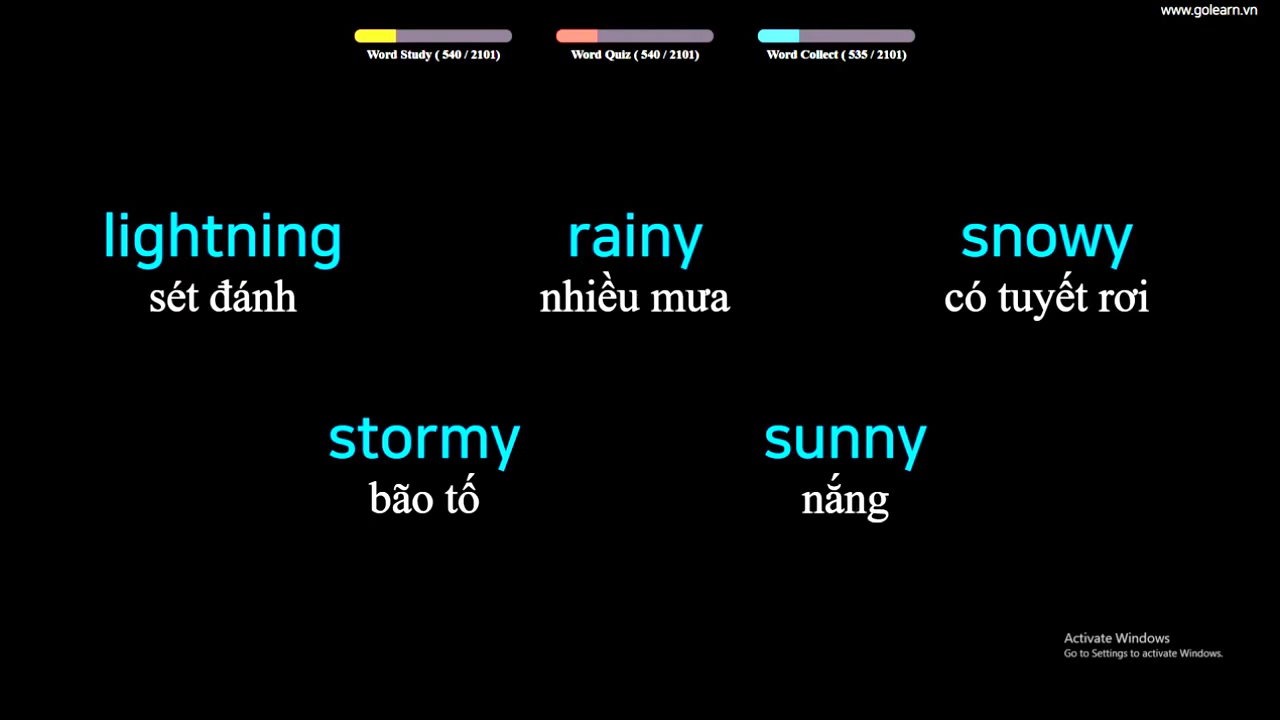 www.golearn.vn
Word Study ( 540 / 2101)
Word Quiz ( 540 / 2101)
Word Collect ( 535 / 2101)
lightning
sét đánh
rainy
nhiều mưa
snowy
có tuyết rơi
stormy
bão tố
sunny
nắng
Activate Windows
Go to Settings to activate Windows.